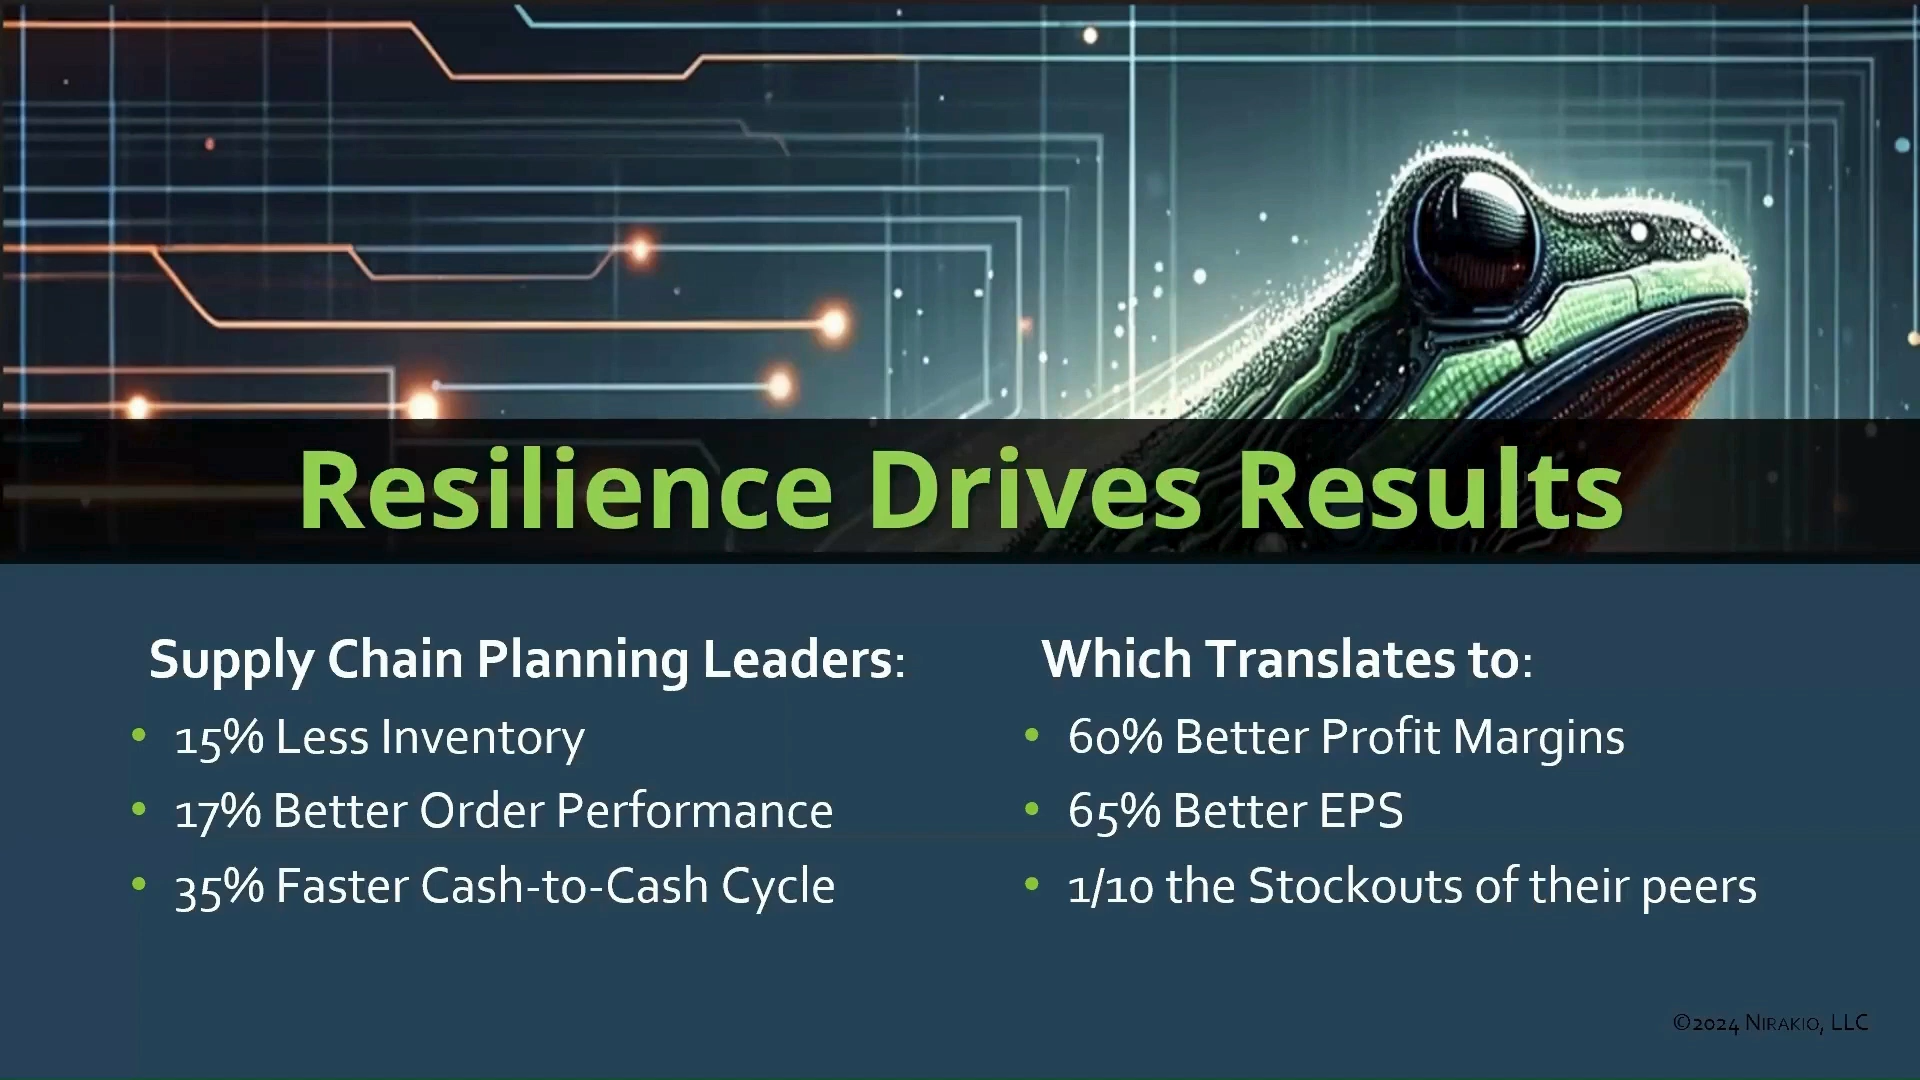 Resilience Drives Results
Supply Chain Planning Leaders:
• 15% Less Inventory
• 17% Better Order Performance
• 35% Faster Cash-to-Cash Cycle
Which Translates to:
• 60% Better Profit Margins
• 65% Better EPS
• 1/10 the Stockouts of their peers
©2024 Nirakio, LLC